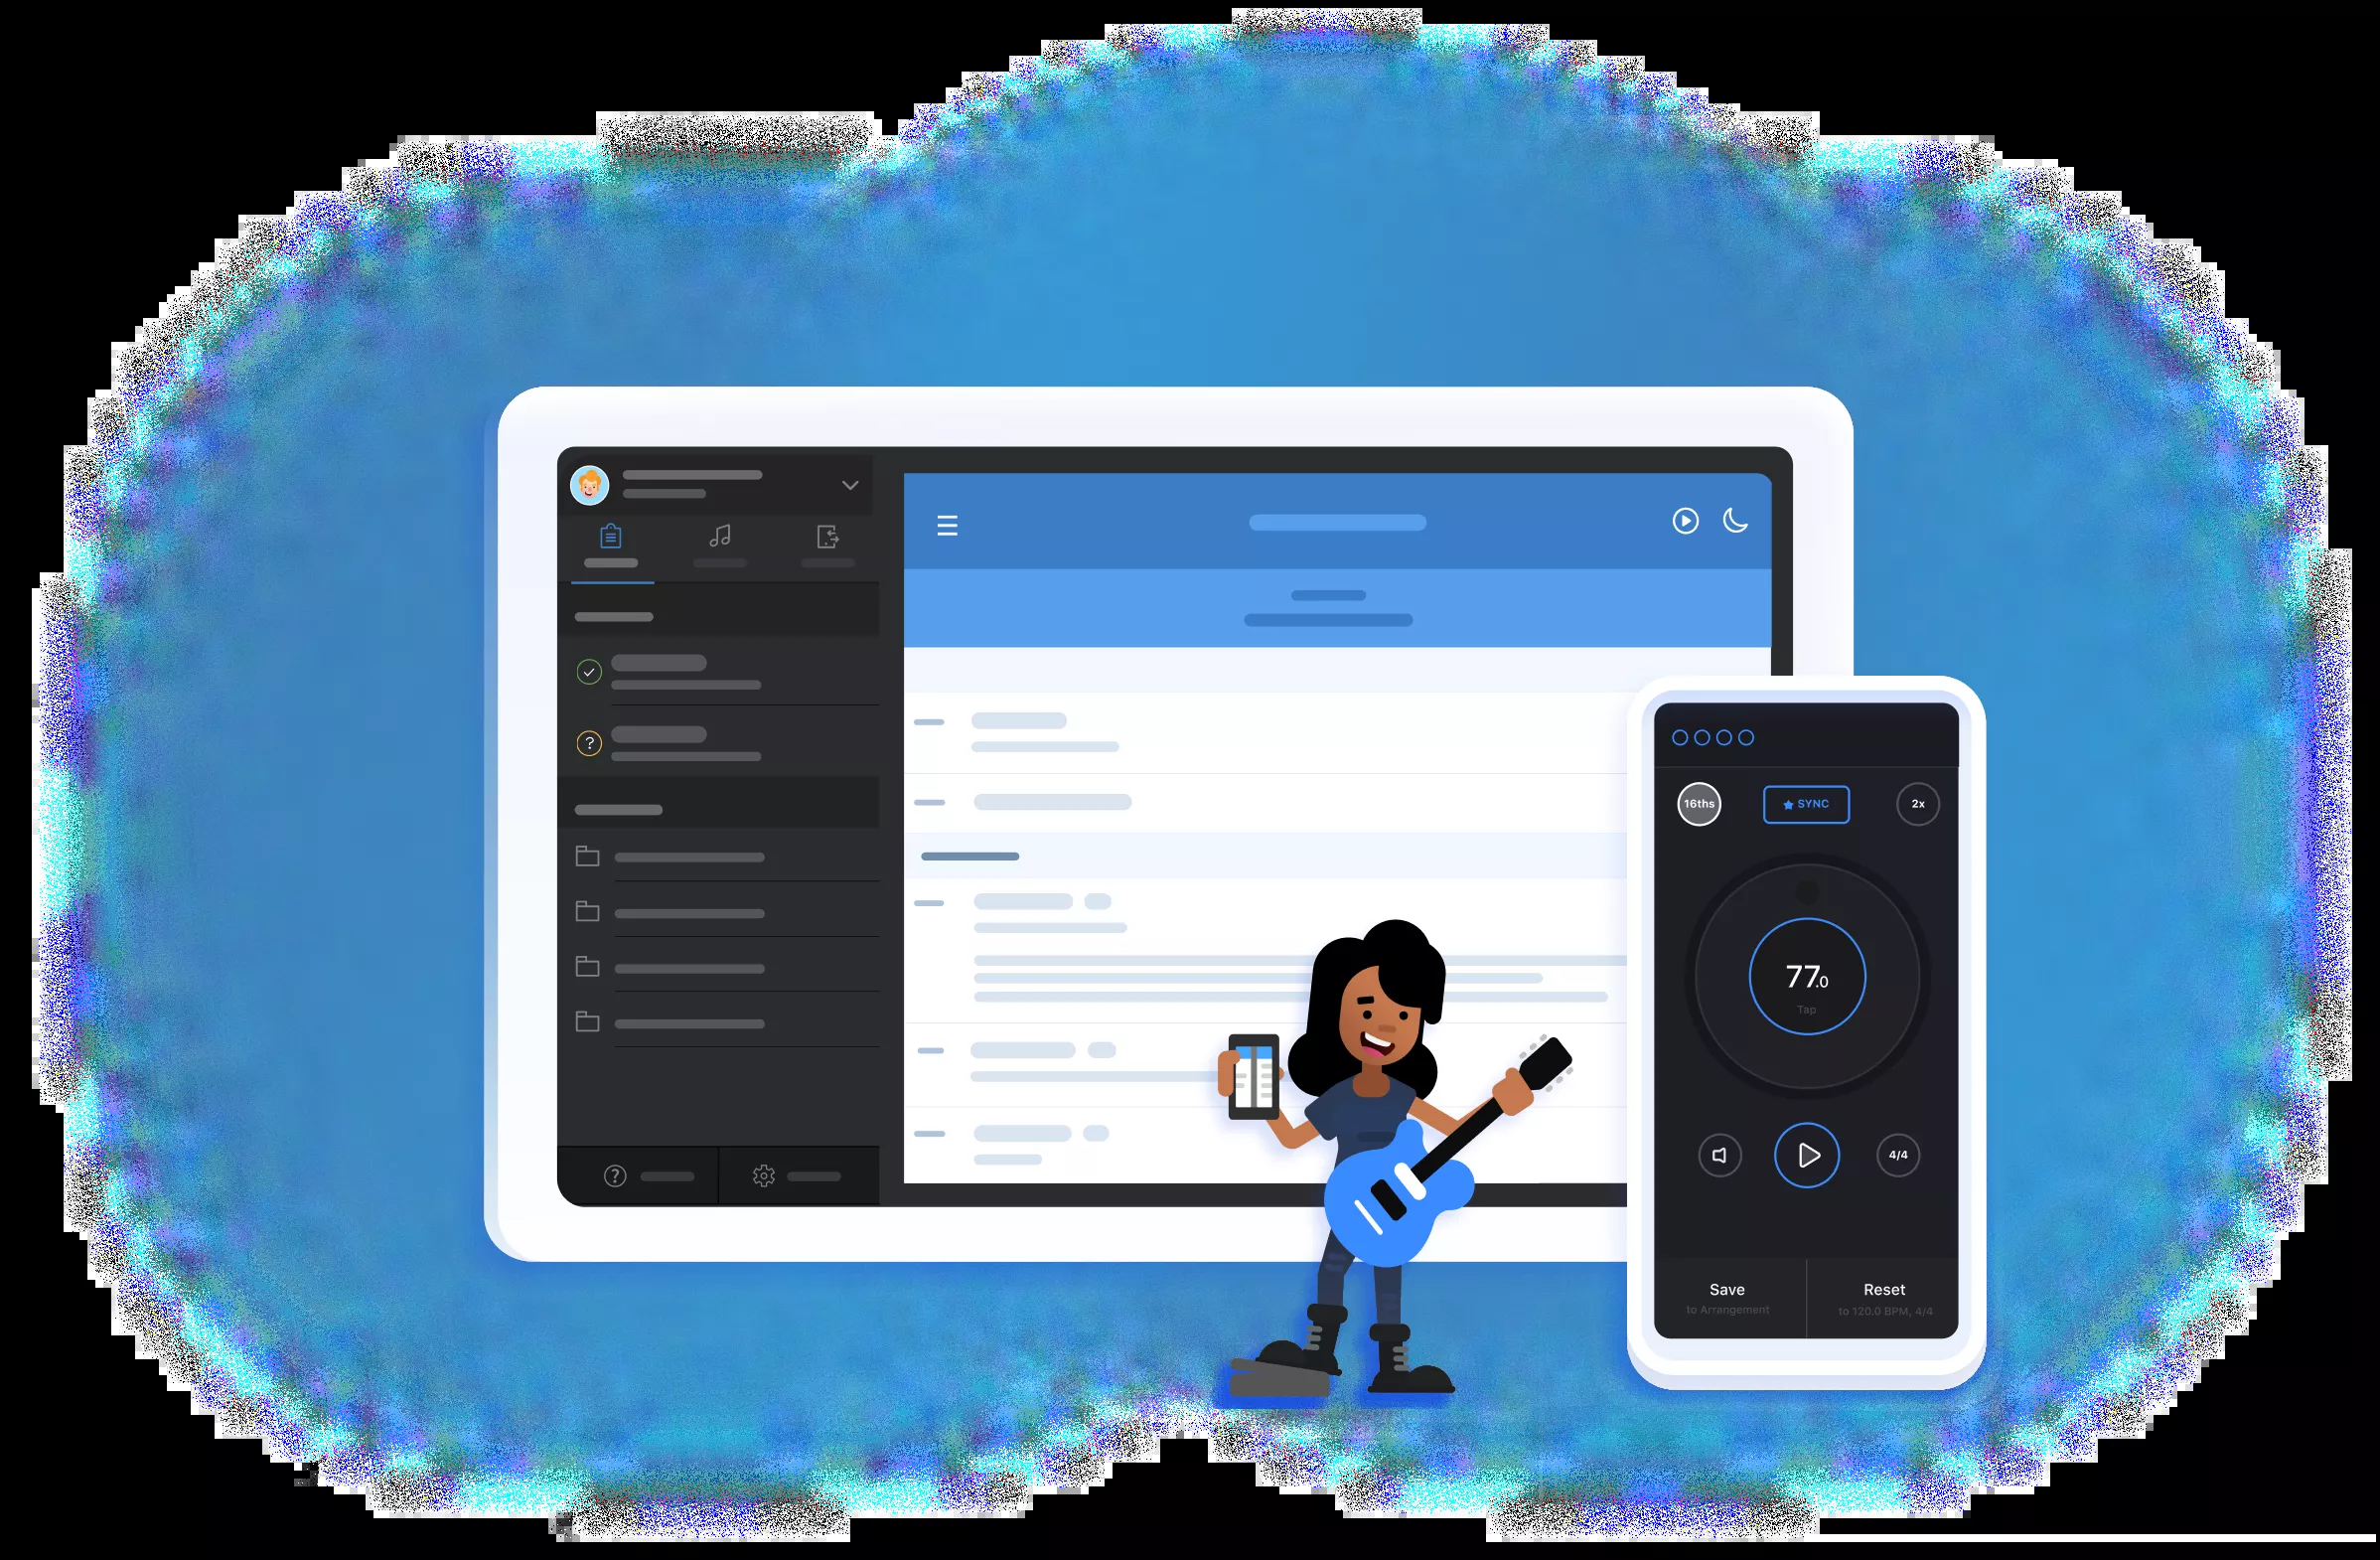 ?
16ths
SYNC
2x
77.0
Tap
4/4
Save
Reset
to Arrangement
to 120.0 BPM, 4/4
?